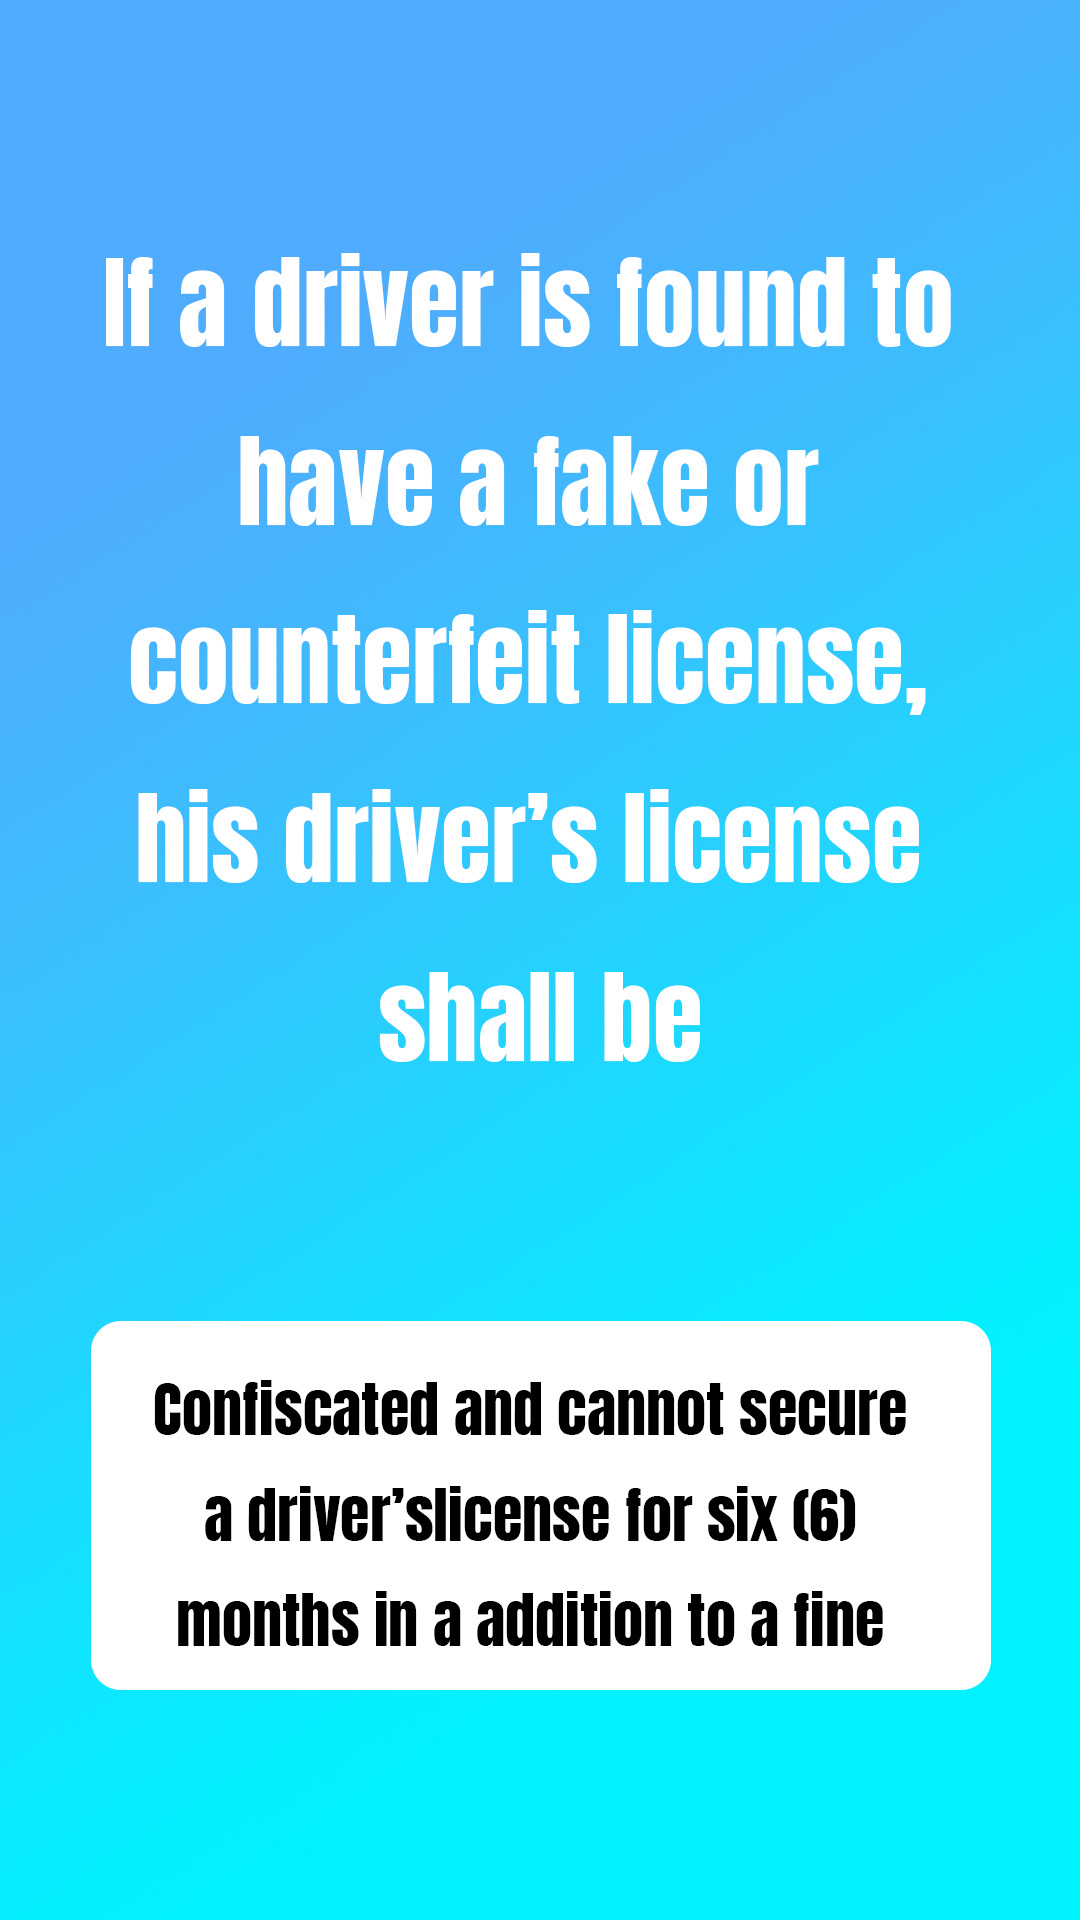 If a driver is found to
have a fake or
counterfeit license,
his driver’s license
shall be
Confiscated and cannot secure
a driver’slicense for six (6)
months in a addition to a fine